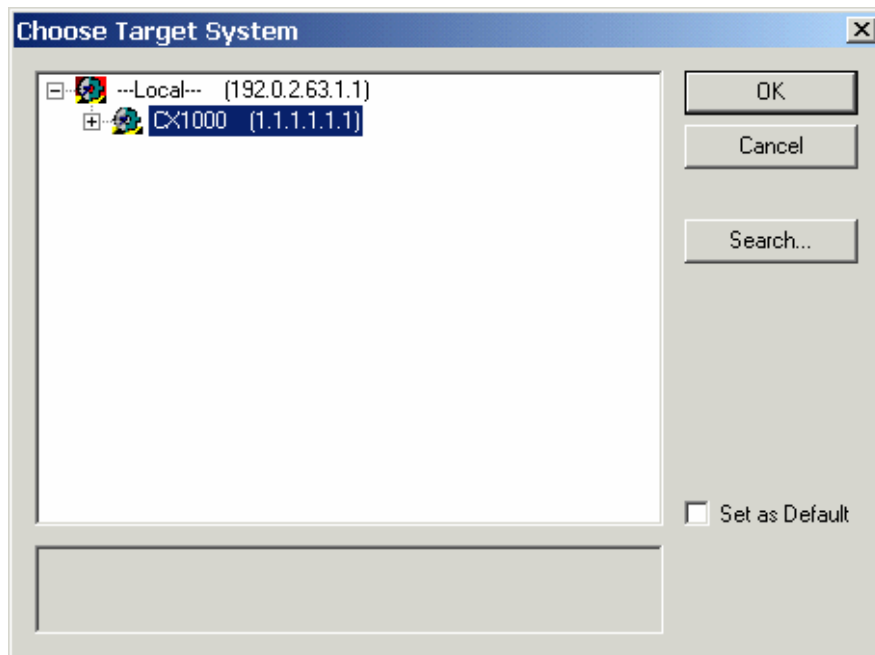 Choose Target System
---Local--- (192.0.2.63.1.1)
CX1000 (1.1.1.1.1.1)
OK
Cancel
Search...
Set as Default